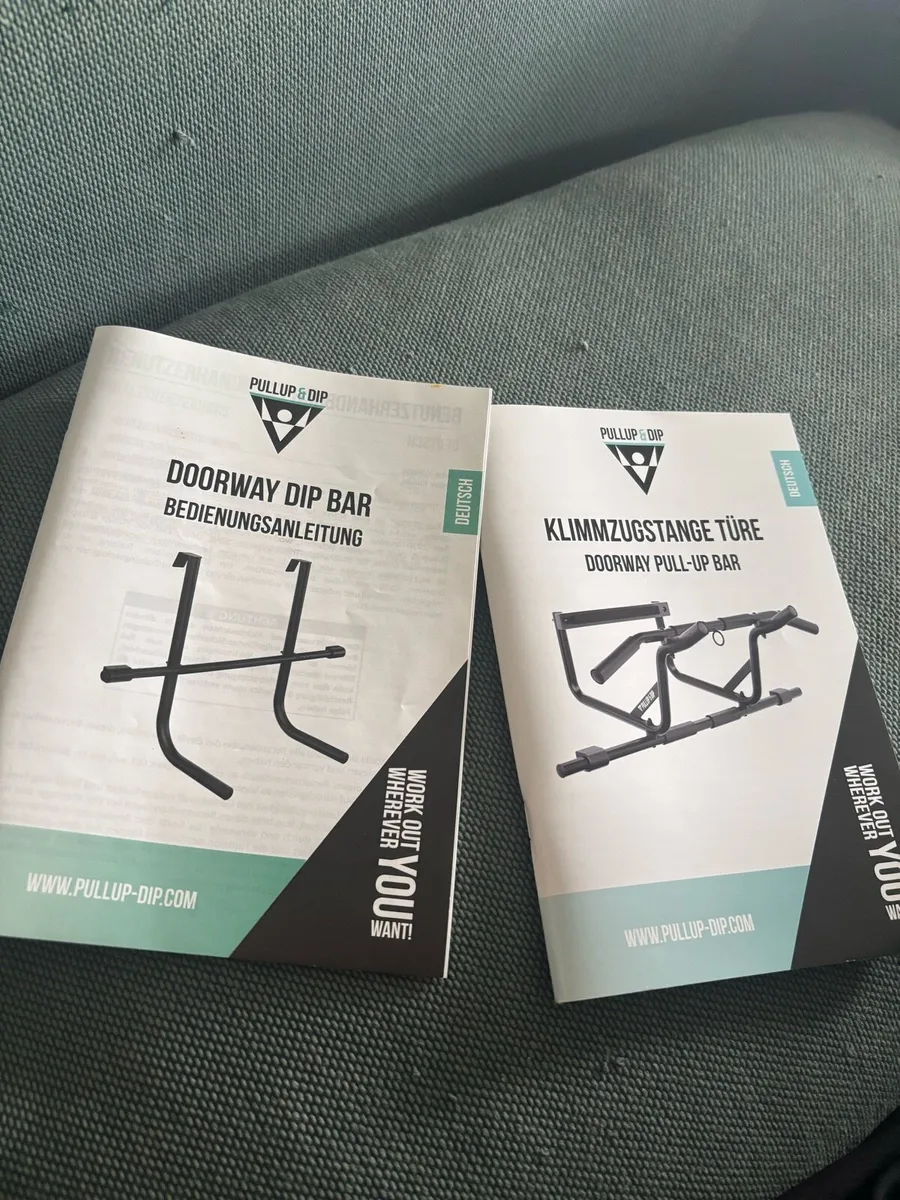 PULLUP & DIP
DOORWAY DIP BAR
BEDIENUNGSANLEITUNG
DEUTSCH
WORK OUT
WHEREVER
YOU
WANT!
WWW.PULLUP-DIP.COM
PULLUP & DIP
DEUTSCH
KLIMMZUGSTANGE TÜRE
DOORWAY PULL-UP BAR
WORK OUT
WHEREVER
YOU
WA
WWW.PULLUP-DIP.COM